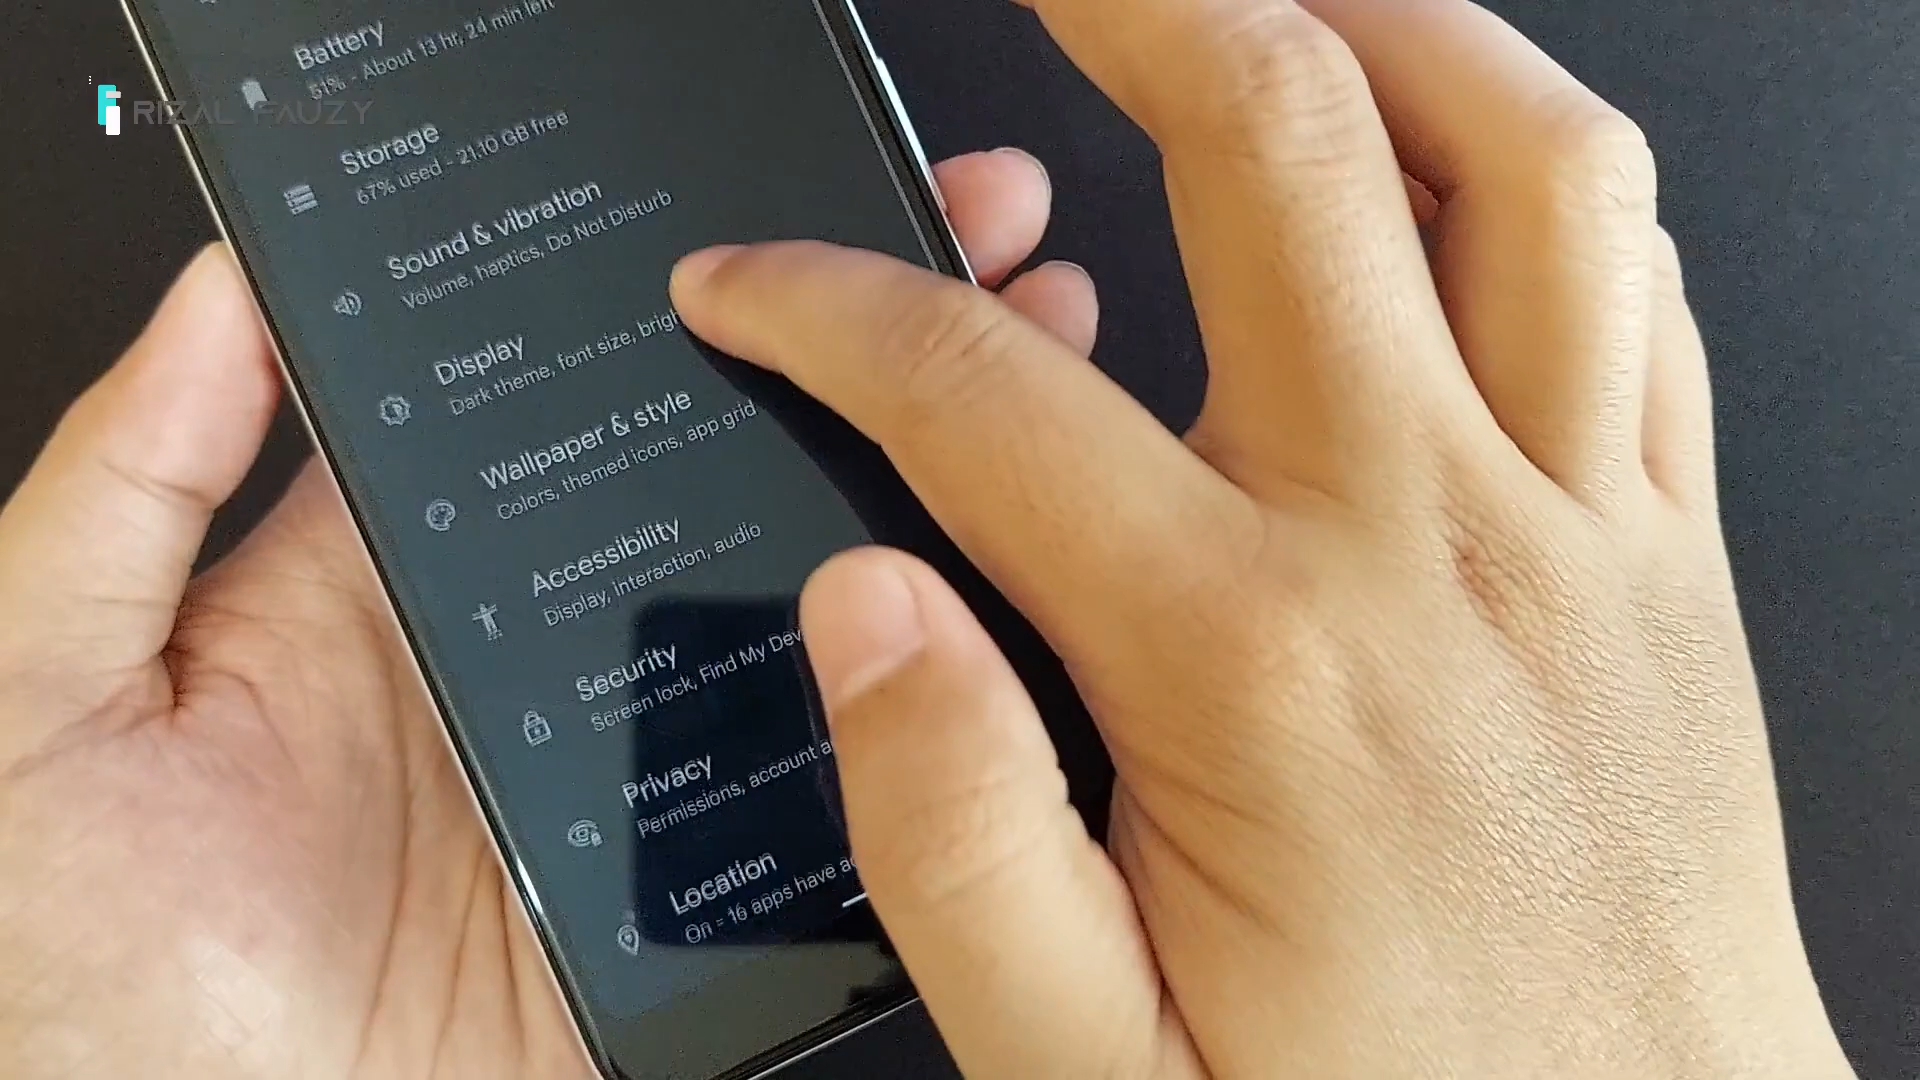 Battery
51% - About 13 hr, 24 min left
RIZAL FAUZY
Storage
67% used - 21.10 GB free
Sound & vibration
Volume, haptics, Do Not Disturb
Display
Dark theme, font size, brigh
Wallpaper & style
Colors, themed icons, app grid
Accessibility
Display, interaction, audio
Security
Screen lock, Find My Dev
Privacy
Permissions, account a
Location
On - 16 apps have ac